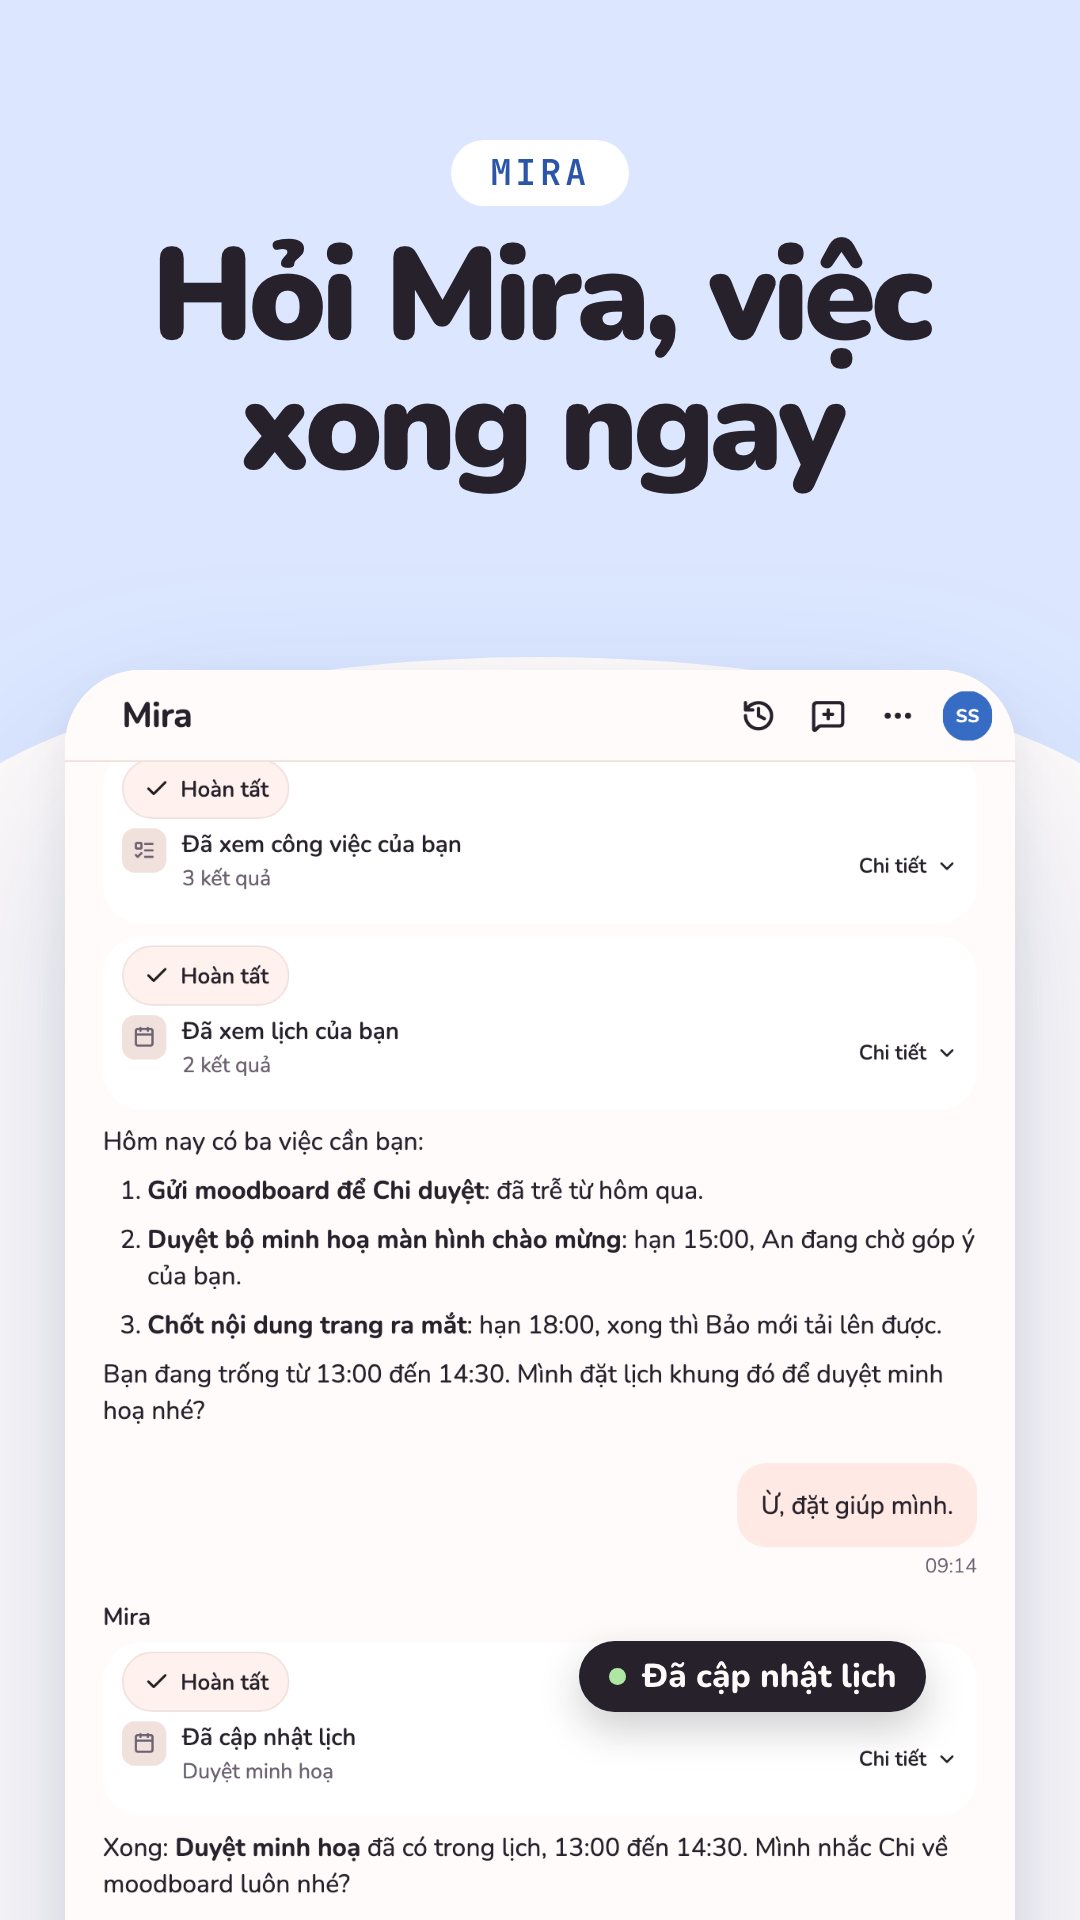 MIRA
Hỏi Mira, việc
xong ngay
Mira
SS
Hoàn tất
Đã xem công việc của bạn
3 kết quả
Chi tiết
Hoàn tất
Đã xem lịch của bạn
2 kết quả
Chi tiết
Hôm nay có ba việc cần bạn:
1. Gửi moodboard để Chi duyệt: đã trễ từ hôm qua.
2. Duyệt bộ minh hoạ màn hình chào mừng: hạn 15:00, An đang chờ góp ý
của bạn.
3. Chốt nội dung trang ra mắt: hạn 18:00, xong thì Bảo mới tải lên được.
Bạn đang trống từ 13:00 đến 14:30. Mình đặt lịch khung đó để duyệt minh
hoạ nhé?
Ừ, đặt giúp mình.
09:14
Mira
Hoàn tất
Đã cập nhật lịch
Đã cập nhật lịch
Duyệt minh hoạ
Chi tiết
Xong: Duyệt minh hoạ đã có trong lịch, 13:00 đến 14:30. Mình nhắc Chi về
moodboard luôn nhé?